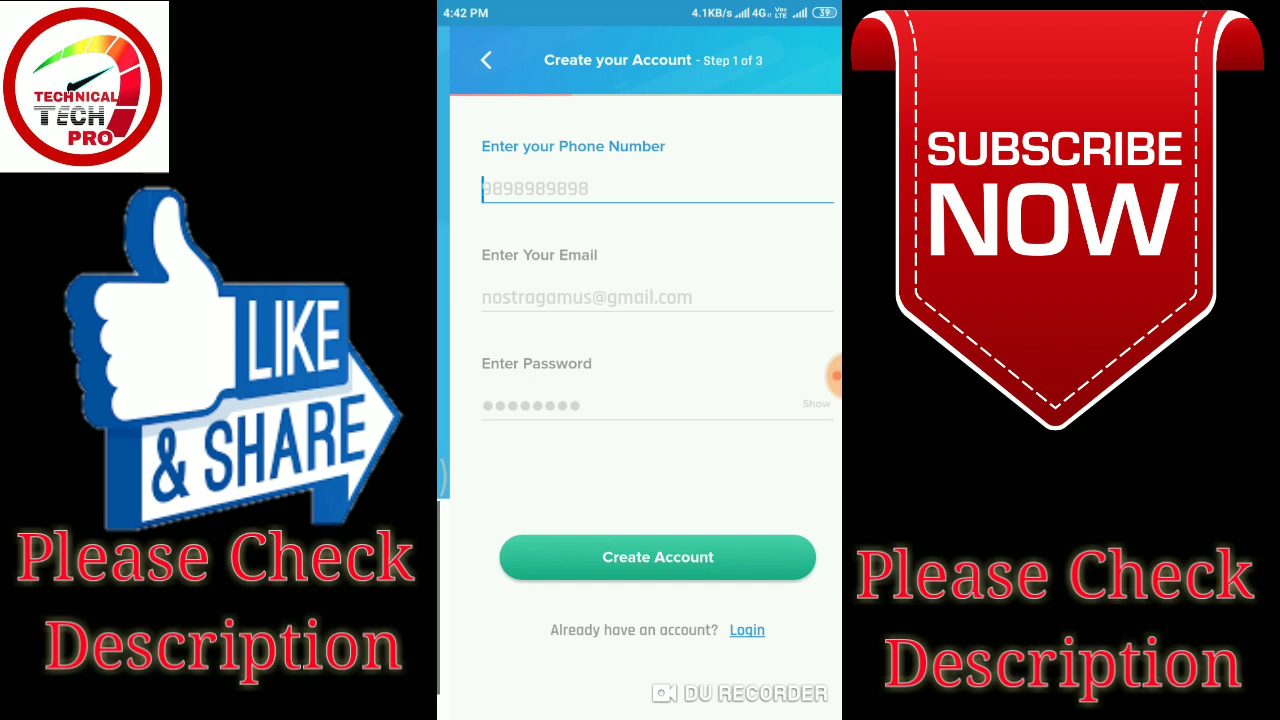 TECHNICAL
TECH
PRO
LIKE
& SHARE
Please Check
Description
4:42 PM 4.1KB/s 4G Vo LTE 39
Create your Account - Step 1 of 3
Enter your Phone Number
9898989898
Enter Your Email
nostragamus@gmail.com
Enter Password
Show
Create Account
Already have an account? Login
DU RECORDER
SUBSCRIBE
NOW
Please Check
Description